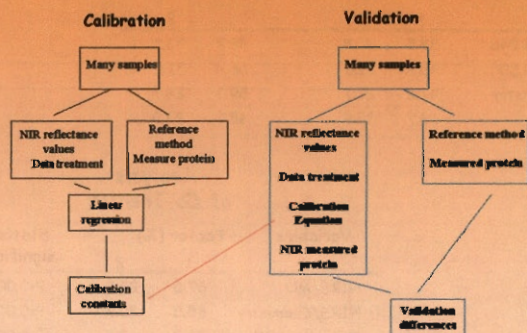 Calibration
Many samples
NIR reflectance
values
Data treatment
Reference
method
Measure protein
Linear
regression
Calibration
constants
Validation
Many samples
NIR reflectance
values
Data treatment
Calibration
Equation
NIR measured
protein
Reference method
Measured protein
Validation
differences